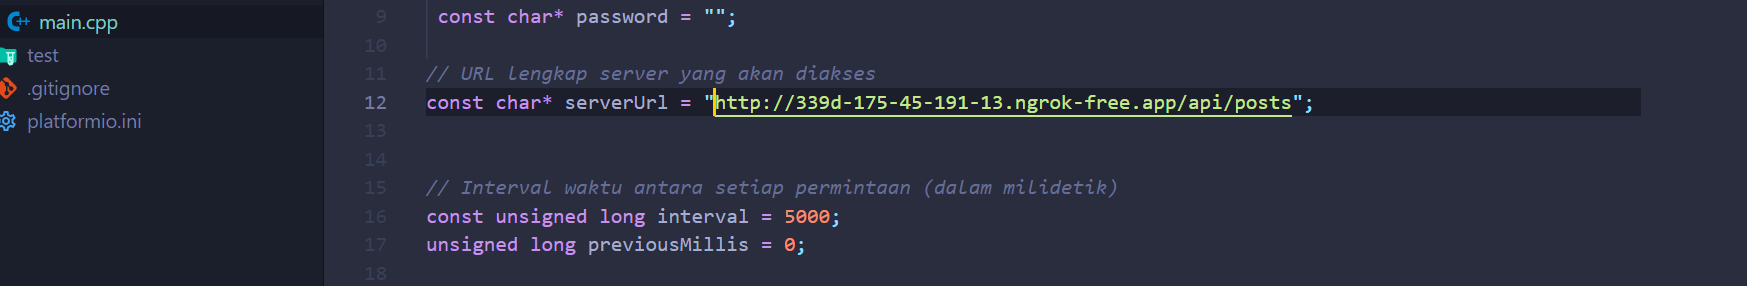 main.cpp
test
.gitignore
platformio.ini
9 const char* password = "";
10
11 // URL lengkap server yang akan diakses
12 const char* serverUrl = "http://339d-175-45-191-13.ngrok-free.app/api/posts";
13
14
15 // Interval waktu antara setiap permintaan (dalam milidetik)
16 const unsigned long interval = 5000;
17 unsigned long previousMillis = 0;
18